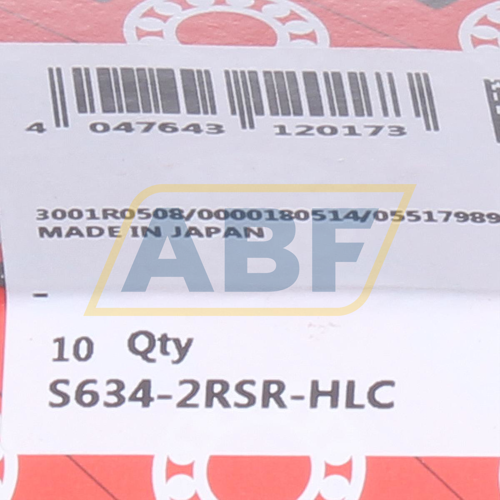 4 047643 120173
3001R0508/0000180514/05517989
MADE IN JAPAN
ABF
-
10 Qty
S634-2RSR-HLC